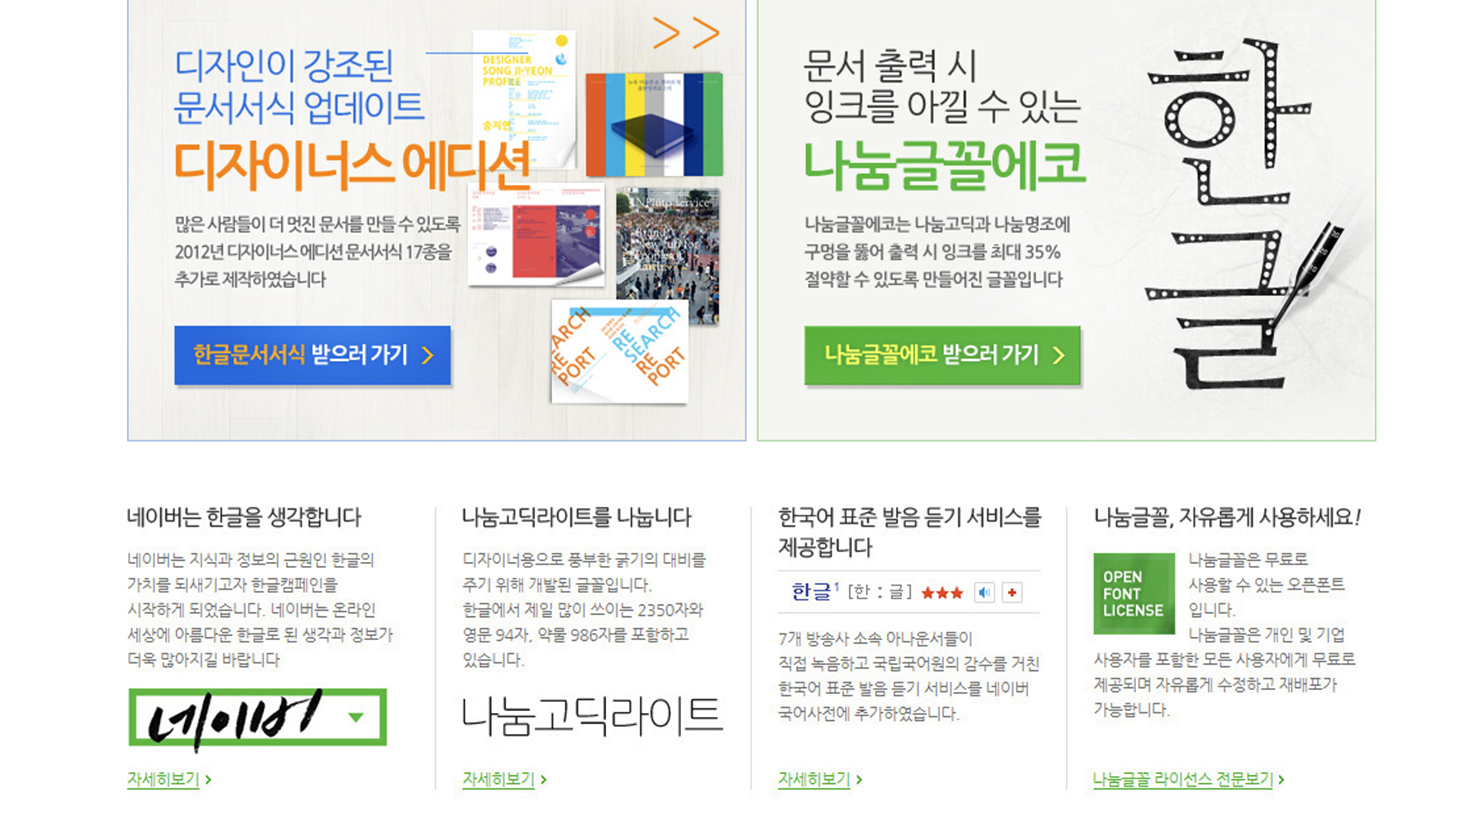 디자인이 강조된
문서서식 업데이트
디자이너스 에디션
많은 사람들이 더 멋진 문서를 만들 수 있도록
2012년 디자이너스 에디션 문서서식 17종을
추가로 제작하였습니다
한글문서서식 받으러 가기
DESIGNER
SONG JI-YEON
PROFILE
송지연
RE
SEARCH
RE
PORT
문서 출력 시
잉크를 아낄 수 있는
나눔글꼴에코
나눔글꼴에코는 나눔고딕과 나눔명조에
구멍을 뚫어 출력 시 잉크를 최대 35%
절약할 수 있도록 만들어진 글꼴입니다
나눔글꼴에코 받으러 가기
한글
네이버는 한글을 생각합니다
네이버는 지식과 정보의 근원인 한글의
가치를 되새기고자 한글캠페인을
시작하게 되었습니다. 네이버는 온라인
세상에 아름다운 한글로 된 생각과 정보가
더욱 많아지길 바랍니다
네이버
자세히보기
나눔고딕라이트를 나눕니다
디자이너용으로 풍부한 굵기의 대비를
주기 위해 개발된 글꼴입니다.
한글에서 제일 많이 쓰이는 2350자와
영문 94자, 약물 986자를 포함하고
있습니다.
나눔고딕라이트
자세히보기
한국어 표준 발음 듣기 서비스를
제공합니다
한글1 [한ː글] ★★★
7개 방송사 소속 아나운서들이
직접 녹음하고 국립국어원의 감수를 거친
한국어 표준 발음 듣기 서비스를 네이버
국어사전에 추가하였습니다.
자세히보기
나눔글꼴, 자유롭게 사용하세요!
OPEN
FONT
LICENSE
나눔글꼴은 무료로
사용할 수 있는 오픈폰트
입니다.
나눔글꼴은 개인 및 기업
사용자를 포함한 모든 사용자에게 무료로
제공되며 자유롭게 수정하고 재배포가
가능합니다.
나눔글꼴 라이선스 전문보기